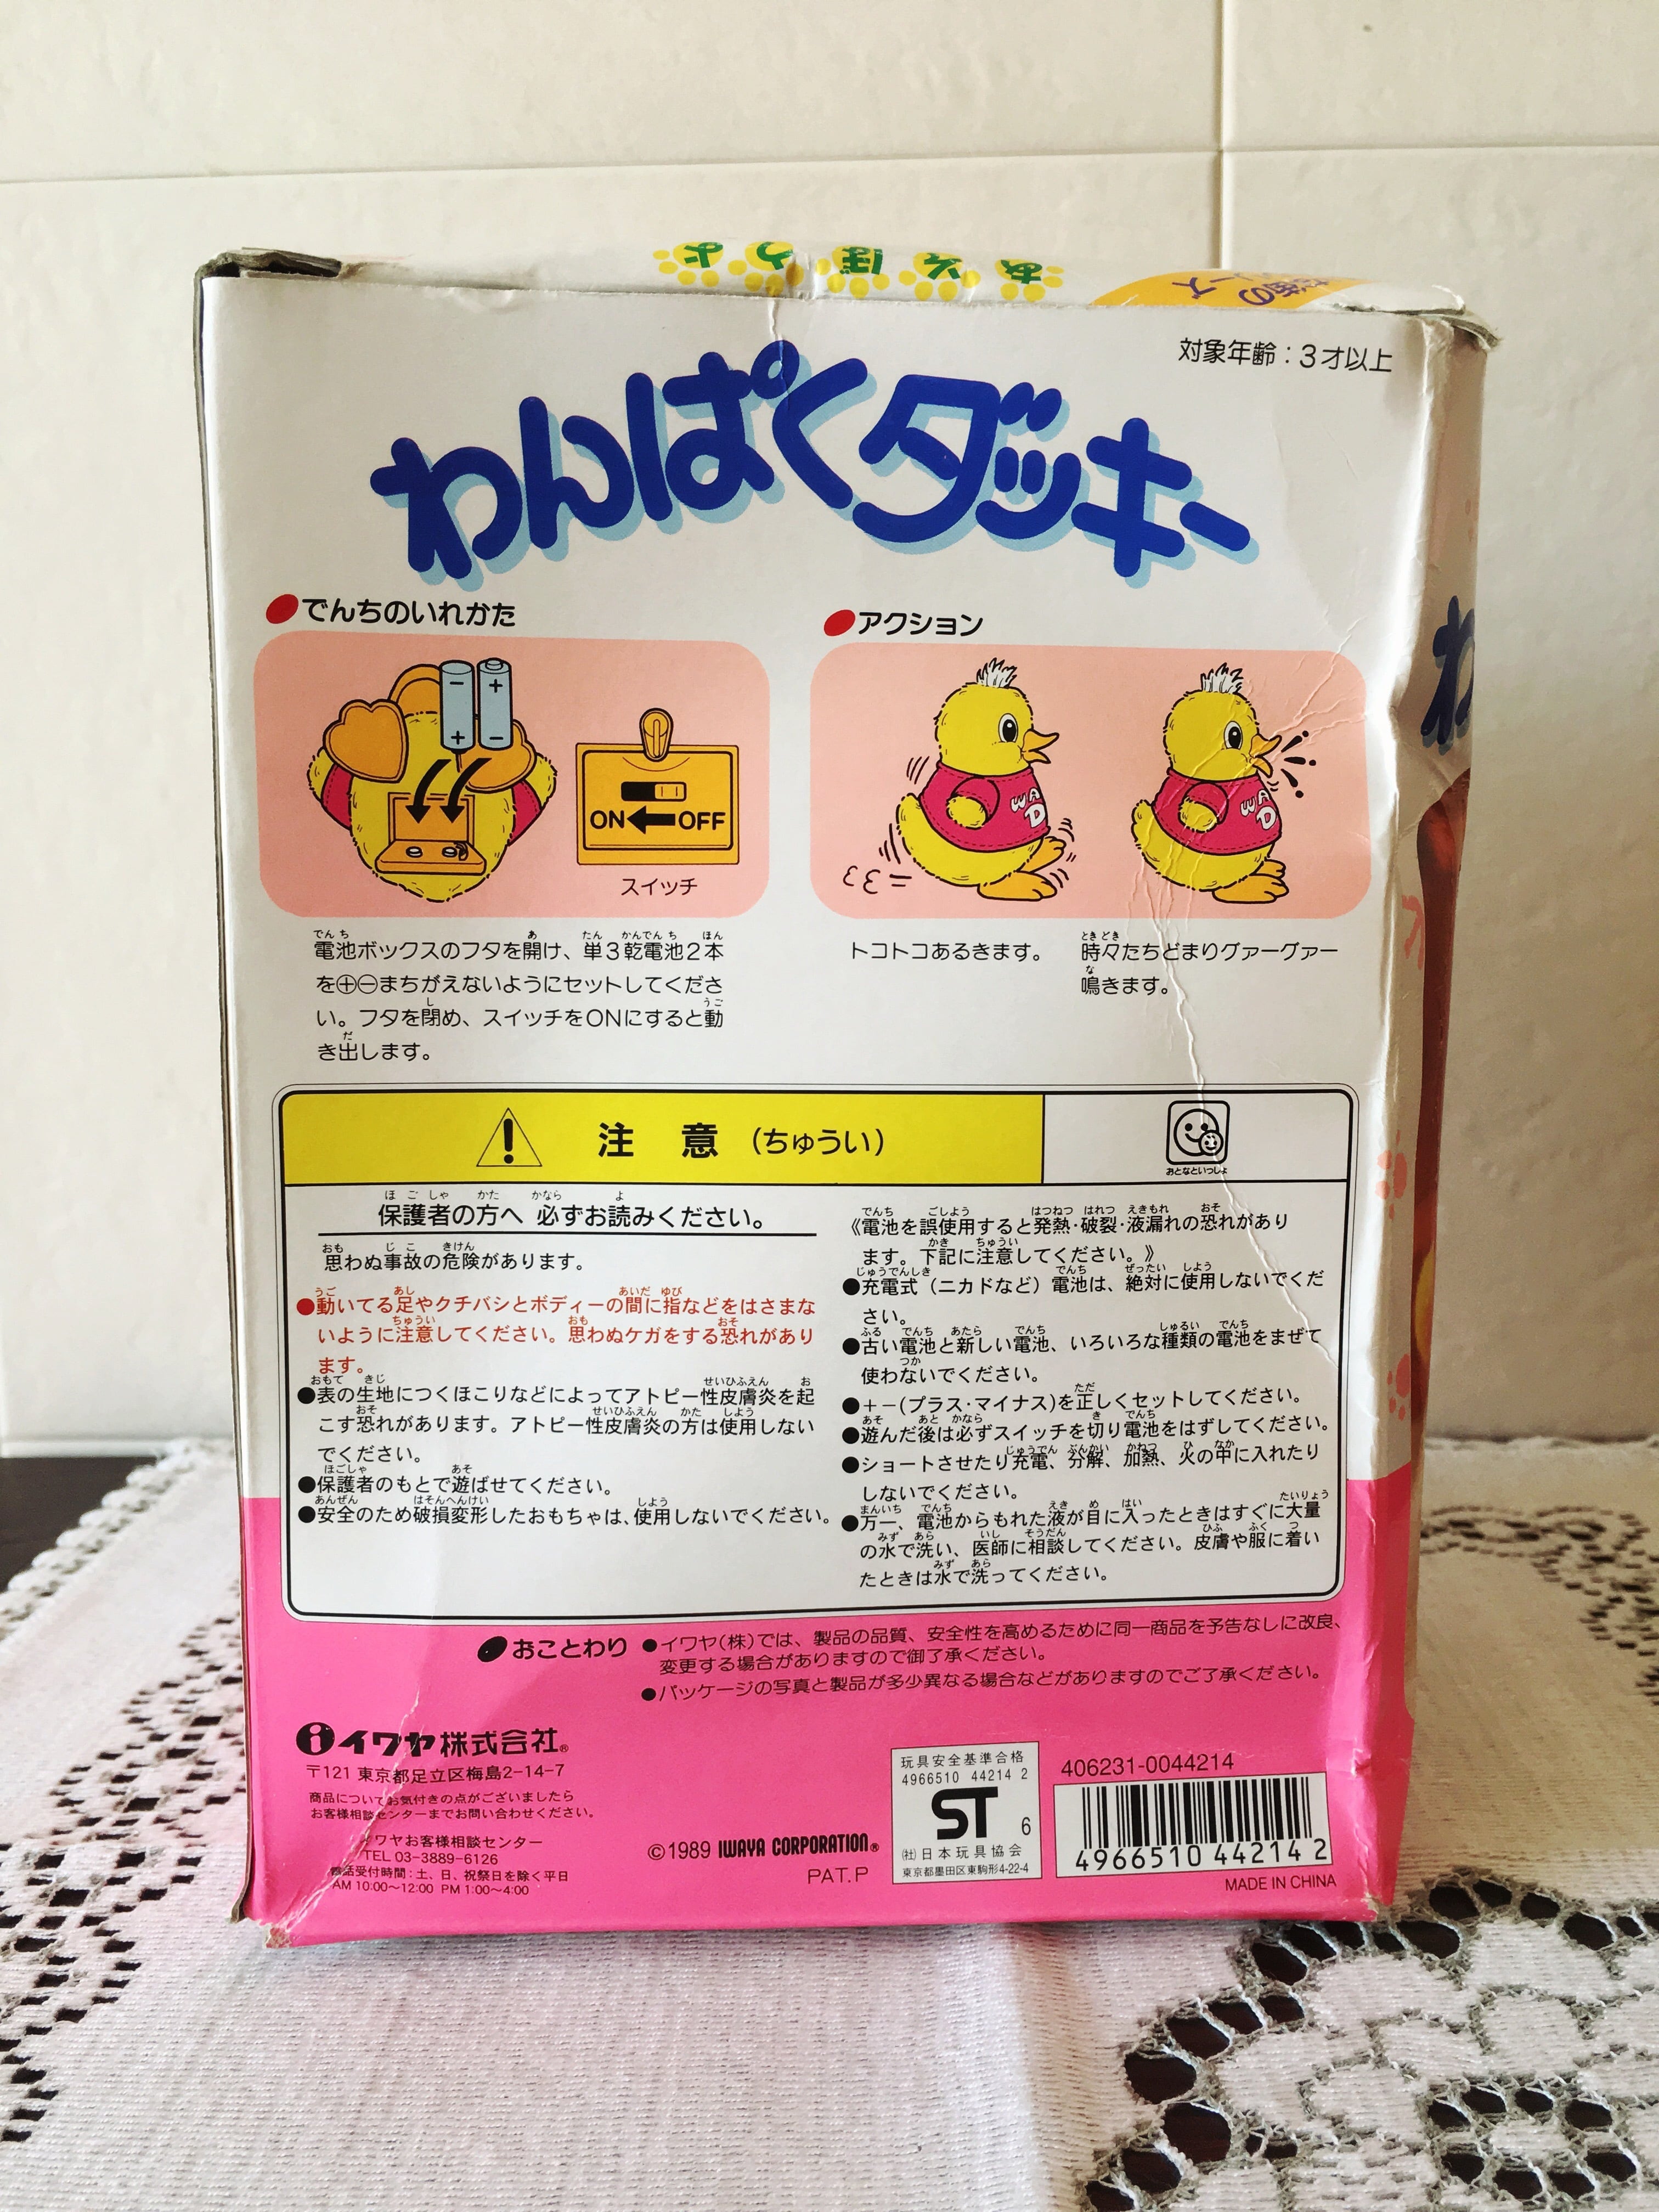 あそぼうよ
対象年齢：3才以上
わんぱくダッキー
●でんちのいれかた
●アクション
ON OFF
スイッチ
WA
D
WA
D
電池ボックスのフタを開け、単3乾電池2本
を⊕⊖まちがえないようにセットしてくださ
い。フタを閉め、スイッチをONにすると動
き出します。
トコトコあるきます。
時々たちどまりグァーグァー
鳴きます。
注 意 （ちゅうい）
おとなといっしょ
保護者の方へ 必ずお読みください。
思わぬ事故の危険があります。
●動いてる足やクチバシとボディーの間に指などをはさまな
いように注意してください。思わぬケガをする恐れがあり
ます。
●表の生地につくほこりなどによってアトピー性皮膚炎を起
こす恐れがあります。アトピー性皮膚炎の方は使用しない
でください。
●保護者のもとで遊ばせてください。
●安全のため破損変形したおもちゃは、使用しないでください。
《電池を誤使用すると発熱・破裂・液漏れの恐れがあり
ます。下記に注意してください。》
●充電式（ニカドなど）電池は、絶対に使用しないでくだ
さい。
●古い電池と新しい電池、いろいろな種類の電池をまぜて
使わないでください。
●＋－(プラス・マイナス)を正しくセットしてください。
●遊んだ後は必ずスイッチを切り電池をはずしてください。
●ショートさせたり充電、分解、加熱、火の中に入れたり
しないでください。
●万一、電池からもれた液が目に入ったときはすぐに大量
の水で洗い、医師に相談してください。皮膚や服に着い
たときは水で洗ってください。
●おことわり
●イワヤ(株)では、製品の品質、安全性を高めるために同一商品を予告なしに改良、
変更する場合がありますので御了承ください。
●パッケージの写真と製品が多少異なる場合などがありますのでご了承ください。
イワヤ株式会社®
〒121 東京都足立区梅島2-14-7
商品についてお気付きの点がございましたら
お客様相談センターまでお問い合わせください。
イワヤお客様相談センター
TEL 03-3889-6126
電話受付時間：土、日、祝祭日を除く平日
AM 10:00〜12:00 PM 1:00〜4:00
©1989 IWAYA CORPORATION®
PAT.P
玩具安全基準合格
4966510 44214 2
ST 6
(社)日本玩具協会
東京都墨田区東駒形4-22-4
406231-0044214
4966510 442142
MADE IN CHINA